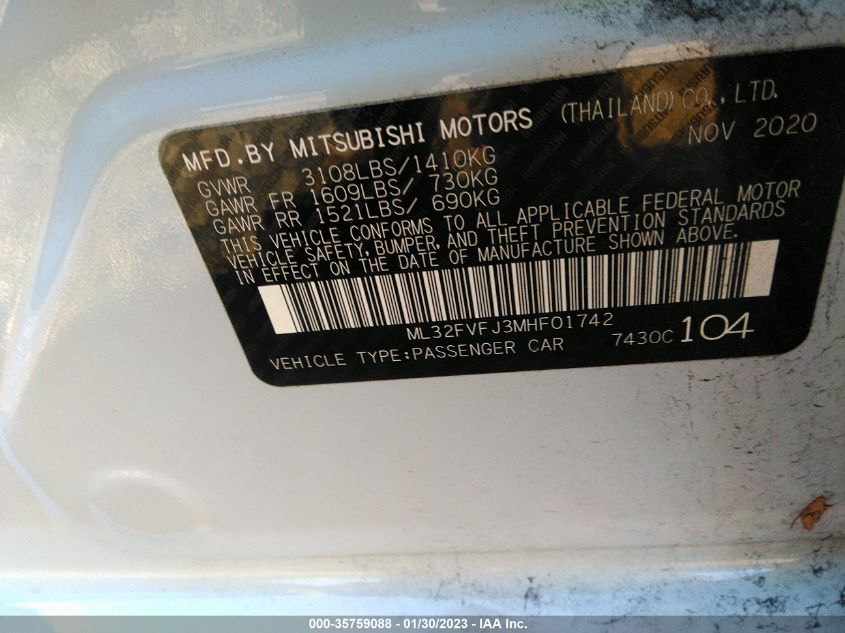 MFD.BY MITSUBISHI MOTORS (THAILAND) CO., LTD.
NOV 2020
GVWR 3108LBS/1410KG
GAWR FR 1609LBS/ 730KG
GAWR RR 1521LBS/ 690KG
THIS VEHICLE CONFORMS TO ALL APPLICABLE FEDERAL MOTOR
VEHICLE SAFETY, BUMPER, AND THEFT PREVENTION STANDARDS
IN EFFECT ON THE DATE OF MANUFACTURE SHOWN ABOVE.
ML32FVFJ3MHF01742
VEHICLE TYPE:PASSENGER CAR 7430C 104
000-35759088 - 01/30/2023 - IAA Inc.